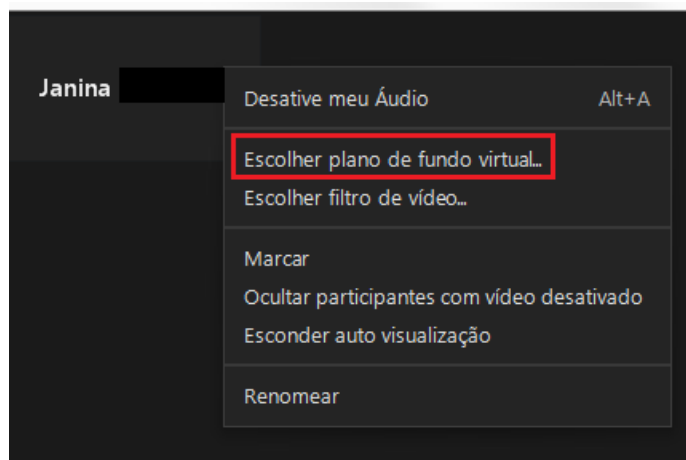 Janina
Desative meu Áudio Alt+A
Escolher plano de fundo virtual...
Escolher filtro de vídeo...
Marcar
Ocultar participantes com vídeo desativado
Esconder auto visualização
Renomear